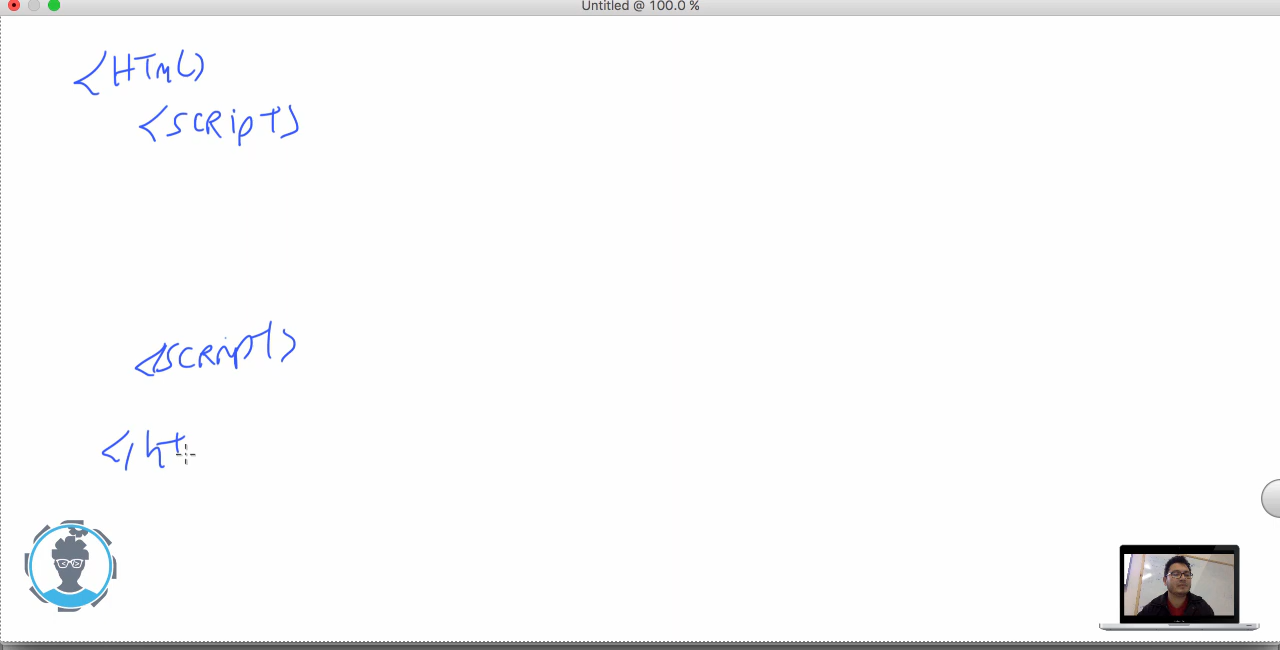 Untitled @ 100.0 %
<HTML>
<SCRipt>
</SCRipt>
</ht